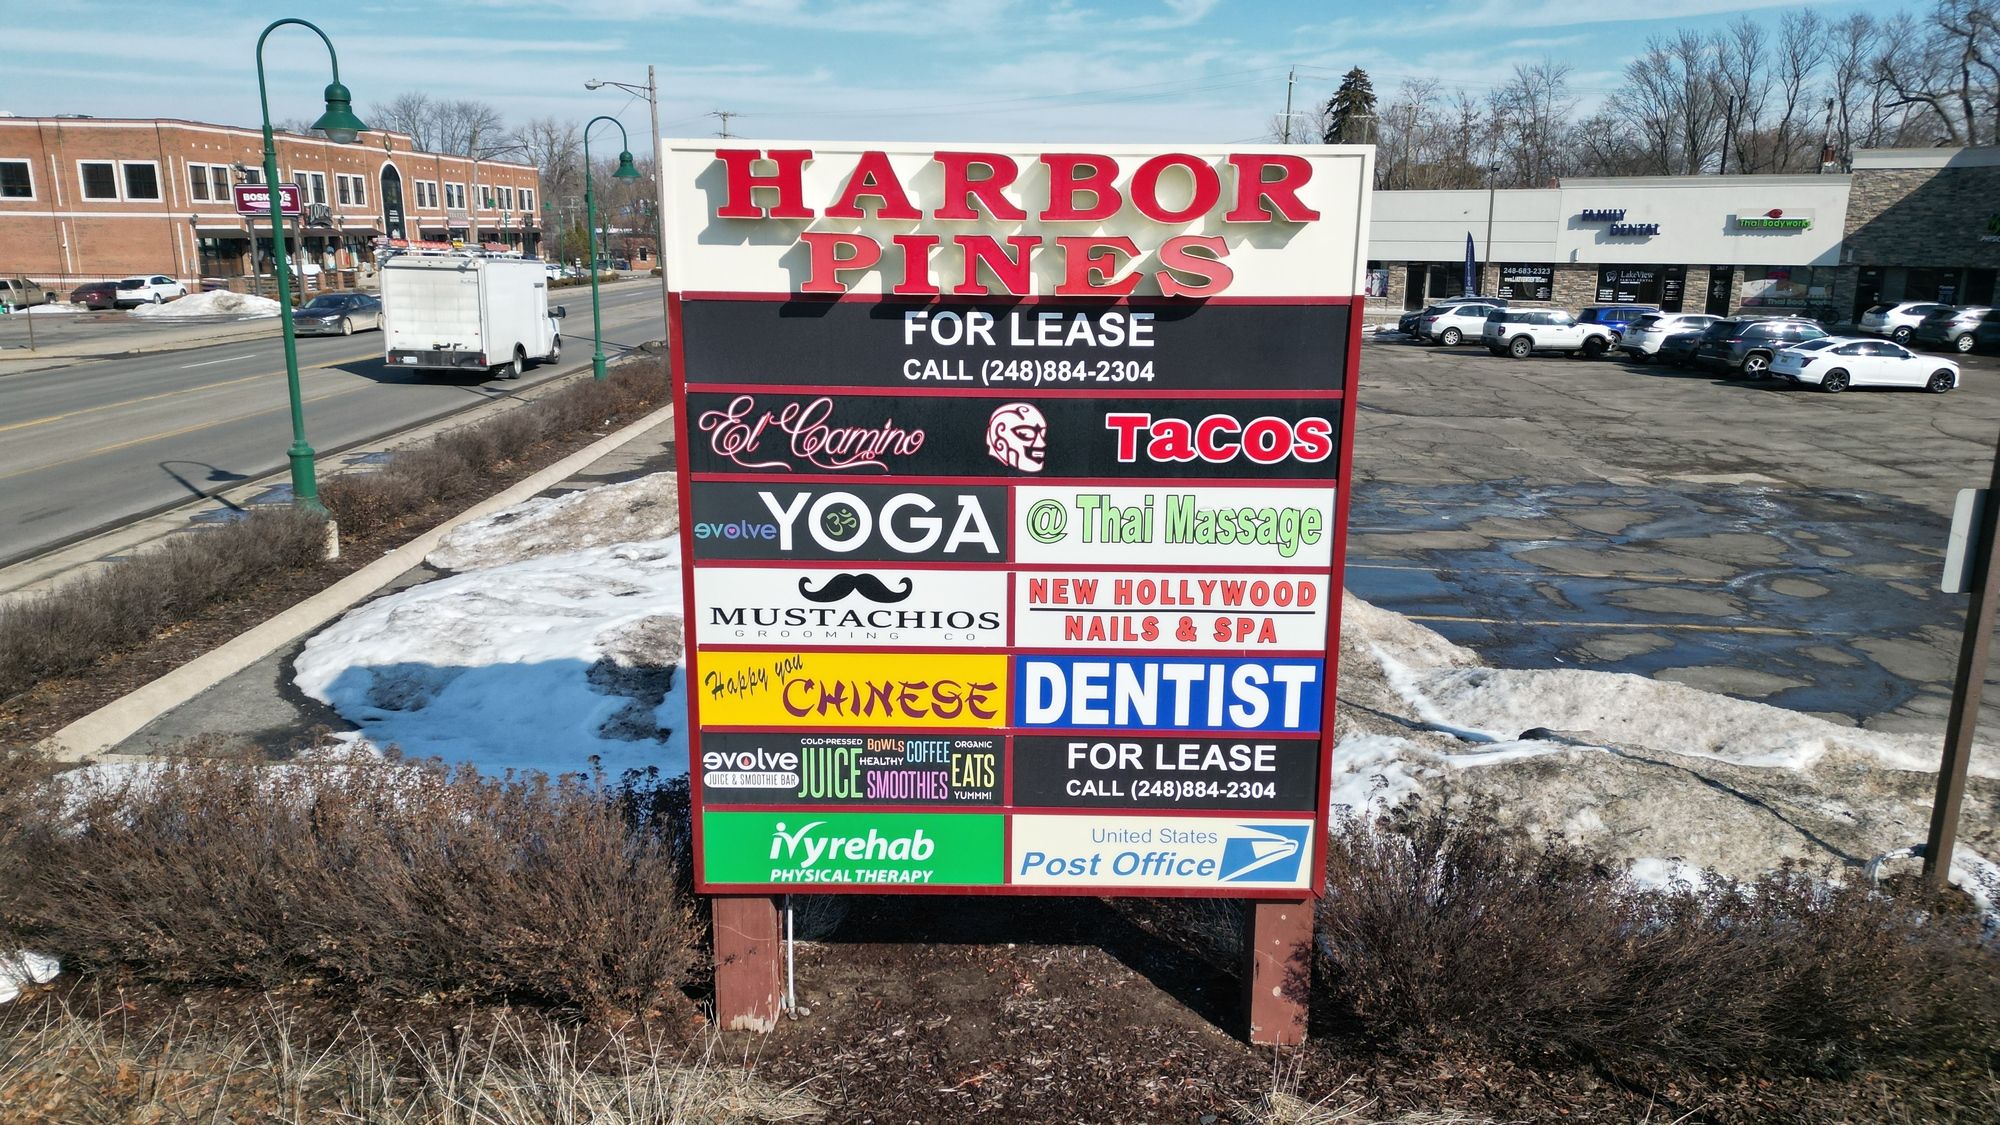 HARBOR
PINES
FOR LEASE
CALL (248)884-2304
El Camino TACOS
evolve YOGA
@ Thai Massage
MUSTACHIOS
GROOMING CO
NEW HOLLYWOOD
NAILS & SPA
Happy you
CHINESE
DENTIST
evolve
JUICE & SMOOTHIE BAR
COLD-PRESSED
JUICE
BOWLS
HEALTHY
SMOOTHIES
COFFEE
ORGANIC
EATS
YUMM!
FOR LEASE
CALL (248)884-2304
ivyrehab
PHYSICAL THERAPY
United States
Post Office
FAMILY
DENTAL
Thai Bodyworks
248-683-2323
LakeView